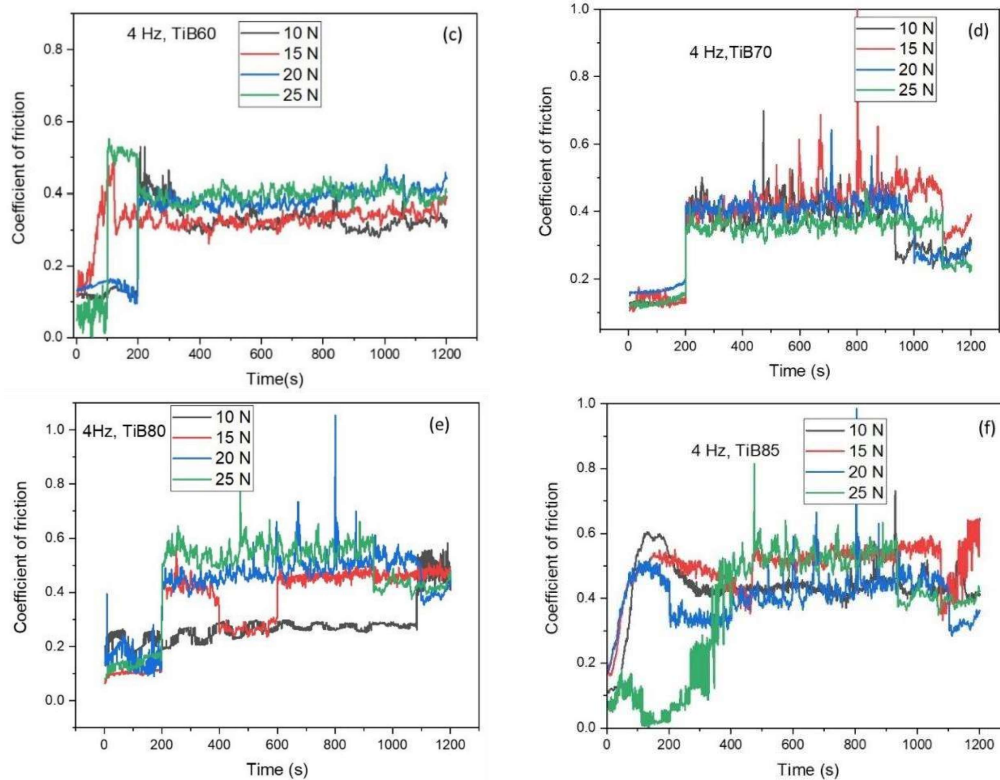 4 Hz, TiB60
(c)
10 N
15 N
20 N
25 N
0.8
0.6
0.4
0.2
0.0
Coefficient of friction
0
200
400
600
800
1000
1200
Time(s)
4 Hz,TiB70
(d)
10 N
15 N
20 N
25 N
1.0
0.8
0.6
0.4
0.2
Coefficient of friction
0
200
400
600
800
1000
1200
Time (s)
4Hz, TiB80
(e)
10 N
15 N
20 N
25 N
1.0
0.8
0.6
0.4
0.2
0.0
Coefficient of friction
0
200
400
600
800
1000
1200
Time (s)
4 Hz, TiB85
(f)
10 N
15 N
20 N
25 N
1.0
0.8
0.6
0.4
0.2
0.0
Coefficient of friction
0
200
400
600
800
1000
1200
Time (s)